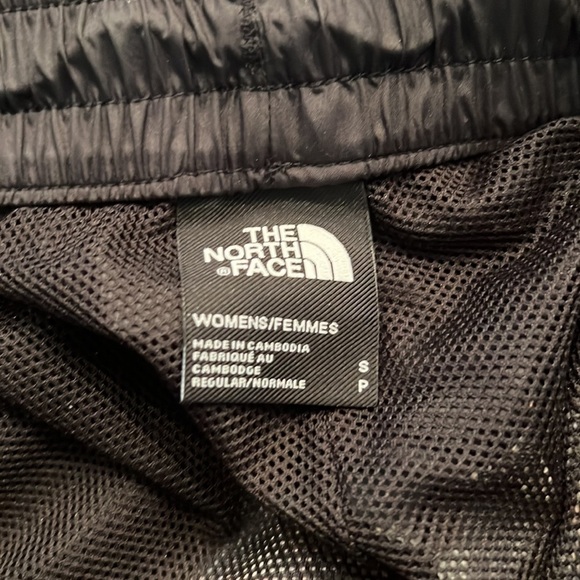 THE
NORTH
®FACE
WOMENS/FEMMES
MADE IN CAMBODIA
FABRIQUÉ AU
CAMBODGE
REGULAR/NORMALE
S
P